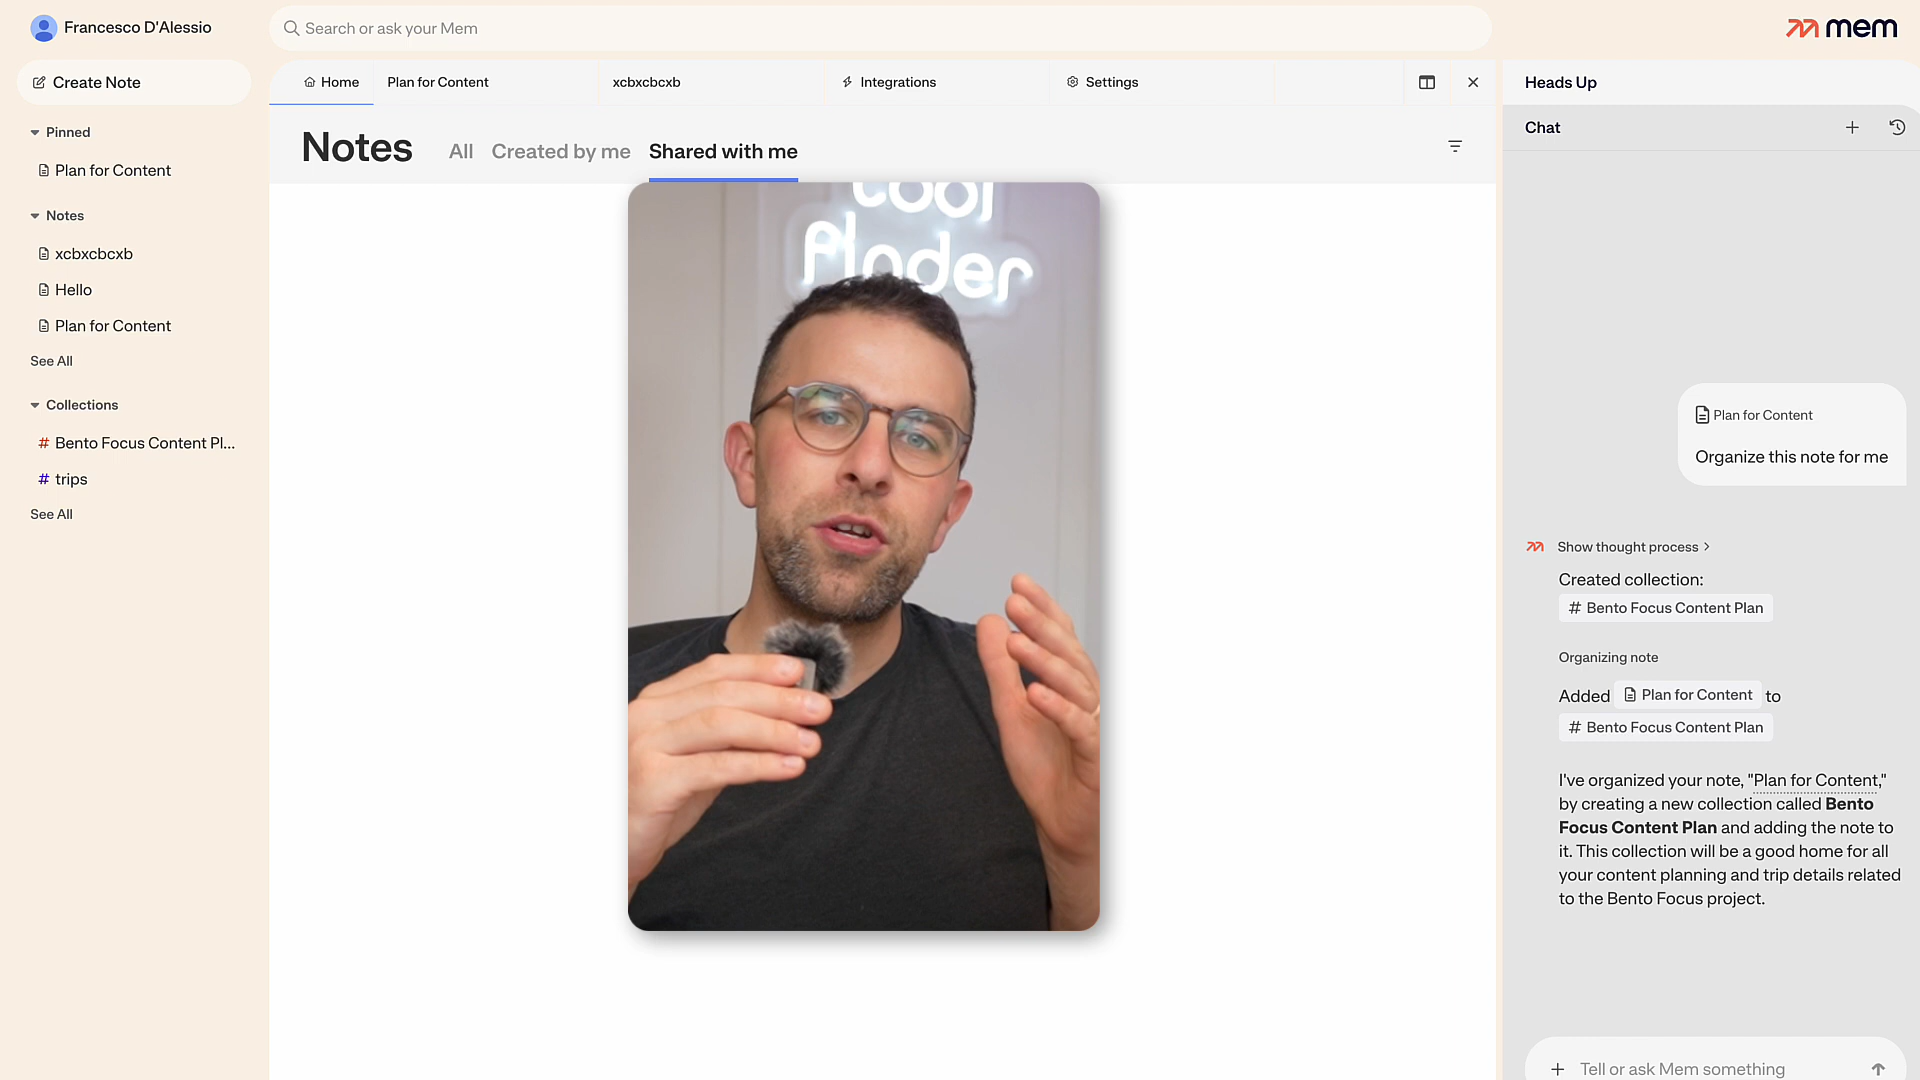 Francesco D'Alessio
Search or ask your Mem
mem
Create Note
Pinned
Plan for Content
Notes
xcbxcbcxb
Hello
Plan for Content
See All
Collections
# Bento Focus Content Pl...
# trips
See All
Home
Plan for Content
xcbxcbcxb
Integrations
Settings
Notes
All
Created by me
Shared with me
Heads Up
Chat
Plan for Content
Organize this note for me
Show thought process
Created collection:
# Bento Focus Content Plan
Organizing note
Added Plan for Content to
# Bento Focus Content Plan
I've organized your note, "Plan for Content,"
by creating a new collection called Bento
Focus Content Plan and adding the note to
it. This collection will be a good home for all
your content planning and trip details related
to the Bento Focus project.
Tell or ask Mem something